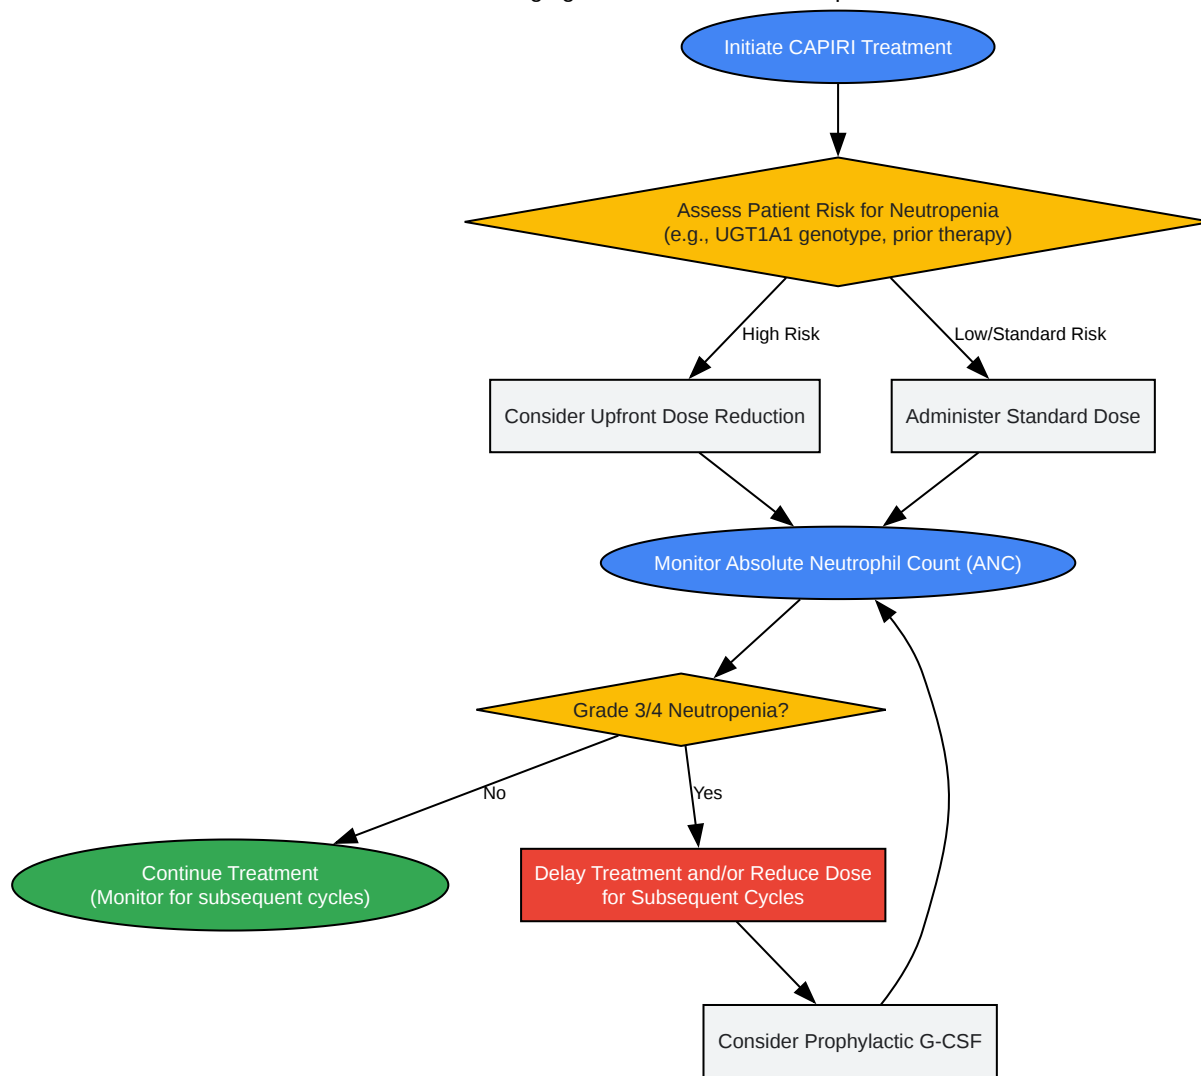 Initiate CAPIRI Treatment
Assess Patient Risk for Neutropenia
(e.g., UGT1A1 genotype, prior therapy)
High Risk
Low/Standard Risk
Consider Upfront Dose Reduction
Administer Standard Dose
Monitor Absolute Neutrophil Count (ANC)
Grade 3/4 Neutropenia?
No
Yes
Continue Treatment
(Monitor for subsequent cycles)
Delay Treatment and/or Reduce Dose
for Subsequent Cycles
Consider Prophylactic G-CSF